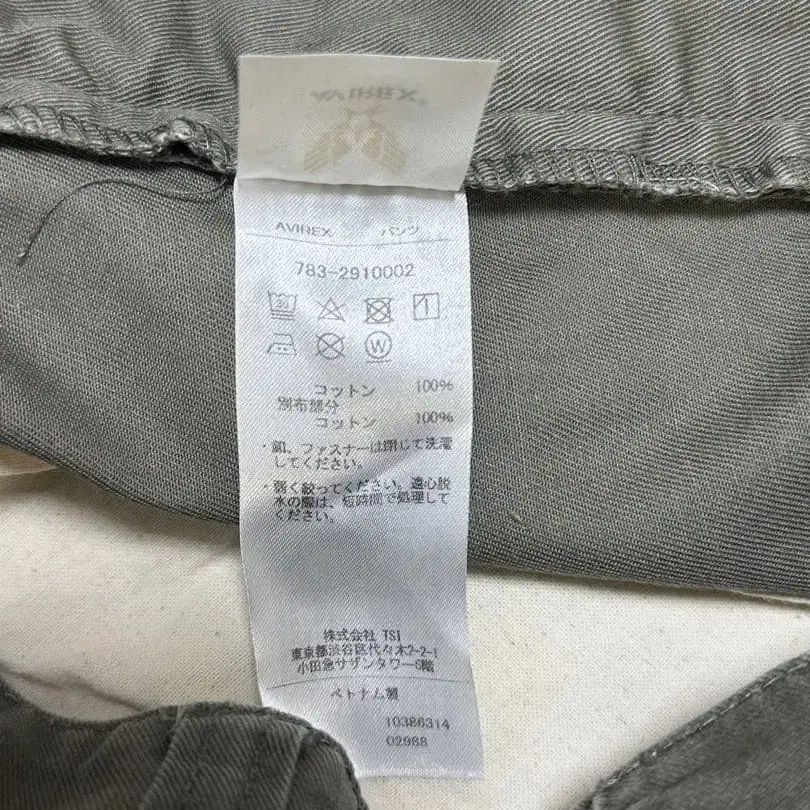 AVIREX®
AVIREX パンツ
783-2910002
30
W
コットン 100%
別布部分
コットン 100%
・釦、ファスナーは閉じて洗濯
してください。
・弱く絞ってください。遠心脱
水の際は、短時間で処理して
ください。
株式会社 TSI
東京都渋谷区代々木2-2-1
小田急サザンタワー6階
ベトナム製
10386314
02988